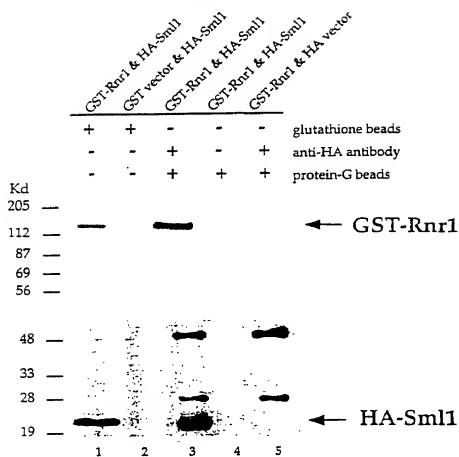 GST-Rnr1 & HA-Sml1
GST vector & HA-Sml1
GST-Rnr1 & HA-Sml1
GST-Rnr1 & HA-Sml1
GST-Rnr1 & HA vector
+ + - - - glutathione beads
- - + - + anti-HA antibody
- - + + + protein-G beads
Kd
205
112
87
69
56
48
33
28
19
GST-Rnr1
HA-Sml1
1 2 3 4 5